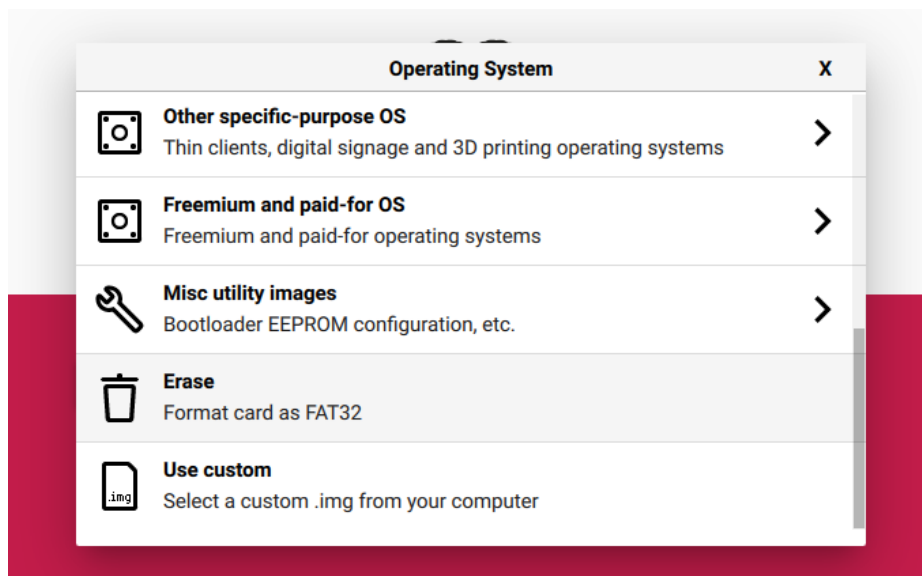 Operating System
X
Other specific-purpose OS
Thin clients, digital signage and 3D printing operating systems
Freemium and paid-for OS
Freemium and paid-for operating systems
Misc utility images
Bootloader EEPROM configuration, etc.
Erase
Format card as FAT32
Use custom
.img
Select a custom .img from your computer